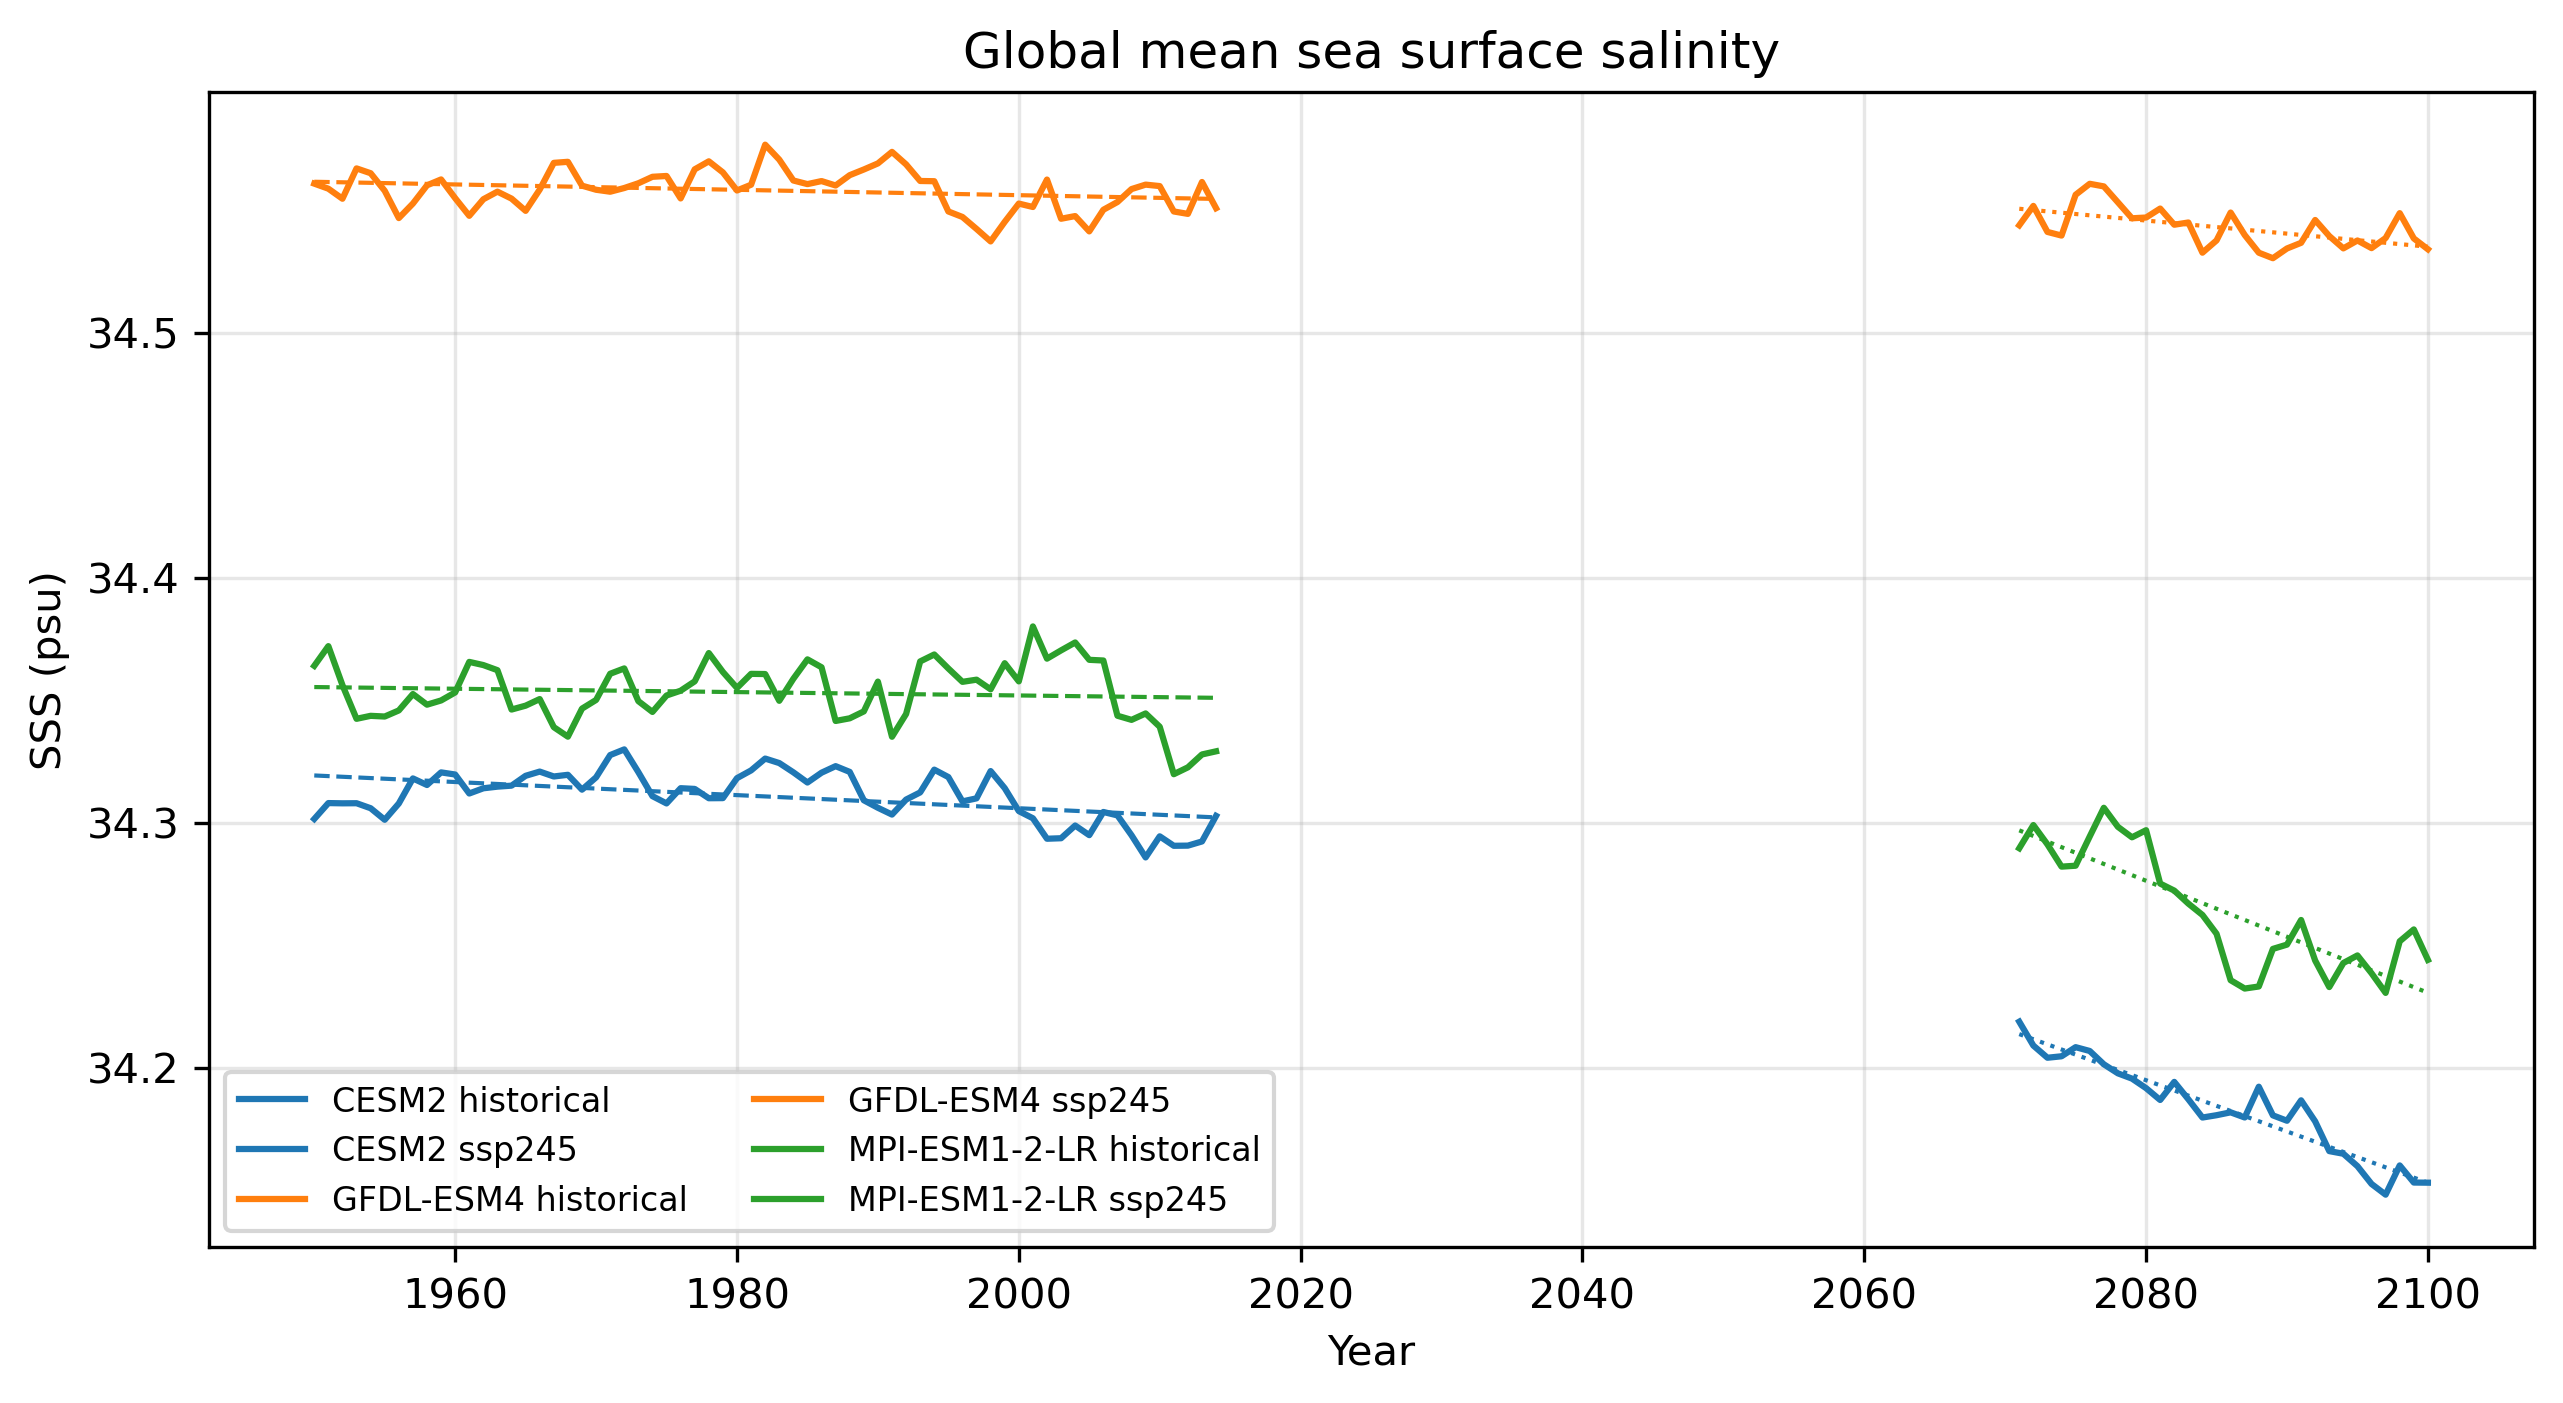 Global mean sea surface salinity
SSS (psu)
34.5
34.4
34.3
34.2
CESM2 historical
CESM2 ssp245
GFDL-ESM4 historical
GFDL-ESM4 ssp245
MPI-ESM1-2-LR historical
MPI-ESM1-2-LR ssp245
1960 1980 2000 2020 2040 2060 2080 2100
Year